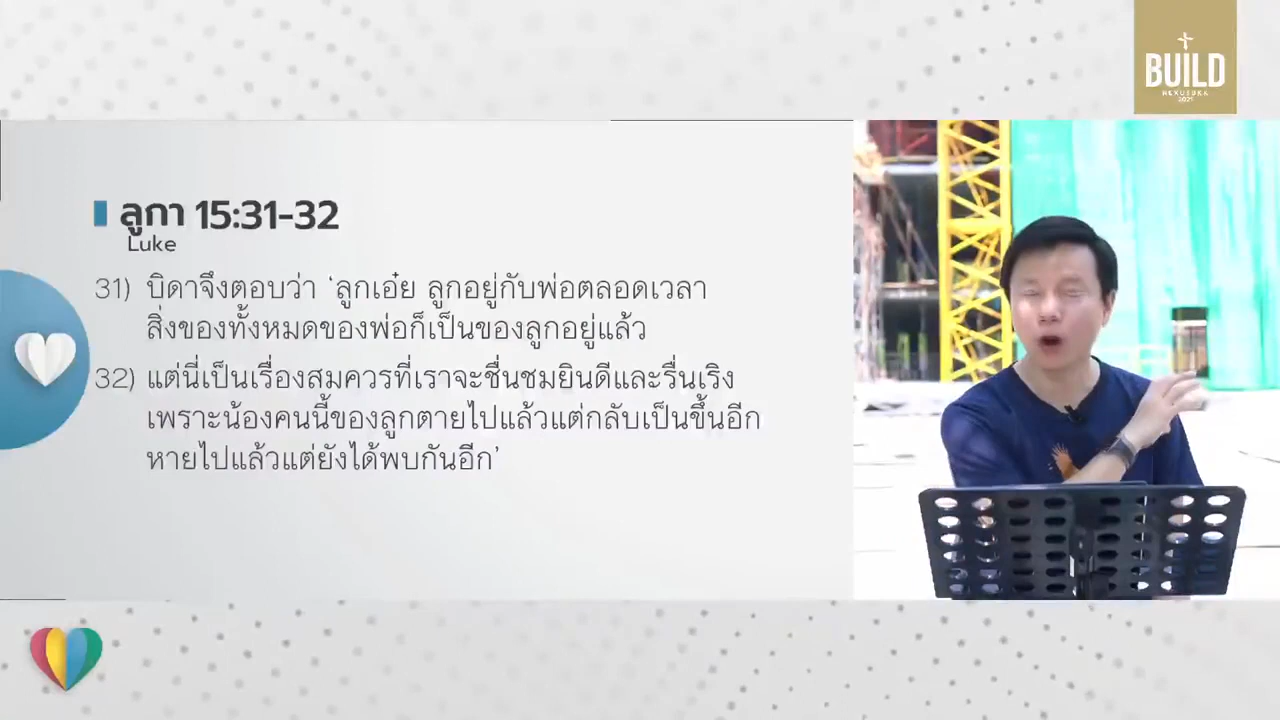 BUILD
2021
ลูกา 15:31-32
Luke
31) บิดาจึงตอบว่า ‘ลูกเอ๋ย ลูกอยู่กับพ่อตลอดเวลา
สิ่งของทั้งหมดของพ่อก็เป็นของลูกอยู่แล้ว
32) แต่นี่เป็นเรื่องสมควรที่เราจะชื่นชมยินดีและรื่นเริง
เพราะน้องคนนี้ของลูกตายไปแล้วแต่กลับเป็นขึ้นอีก
หายไปแล้วแต่ยังได้พบกันอีก’